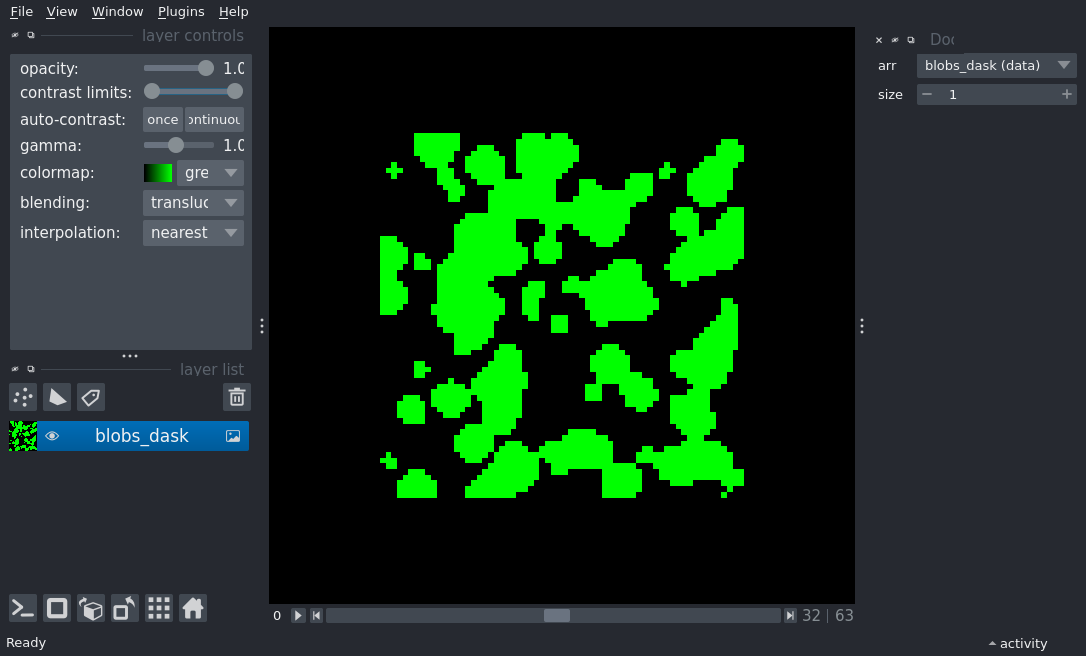 File View Window Plugins Help
layer controls
opacity: 1.0
contrast limits:
auto-contrast: once ontinuou
gamma: 1.0
colormap: gre
blending: transluc
interpolation: nearest
layer list
blobs_dask
0 32 | 63
Ready
Doc
arr blobs_dask (data)
size 1
activity